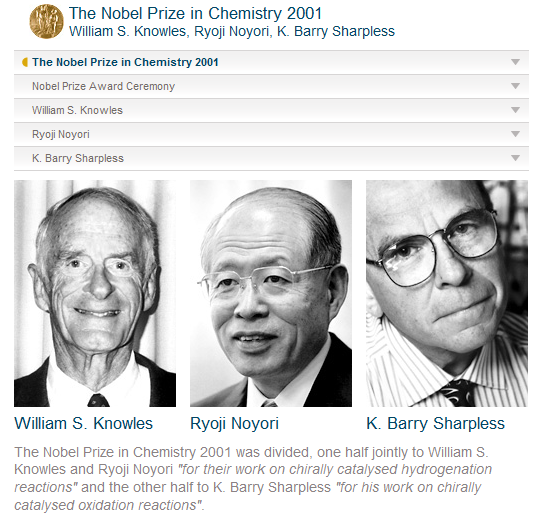 The Nobel Prize in Chemistry 2001
William S. Knowles, Ryoji Noyori, K. Barry Sharpless
The Nobel Prize in Chemistry 2001
Nobel Prize Award Ceremony
William S. Knowles
Ryoji Noyori
K. Barry Sharpless
William S. Knowles
Ryoji Noyori
K. Barry Sharpless
The Nobel Prize in Chemistry 2001 was divided, one half jointly to William S.
Knowles and Ryoji Noyori "for their work on chirally catalysed hydrogenation
reactions" and the other half to K. Barry Sharpless "for his work on chirally
catalysed oxidation reactions".